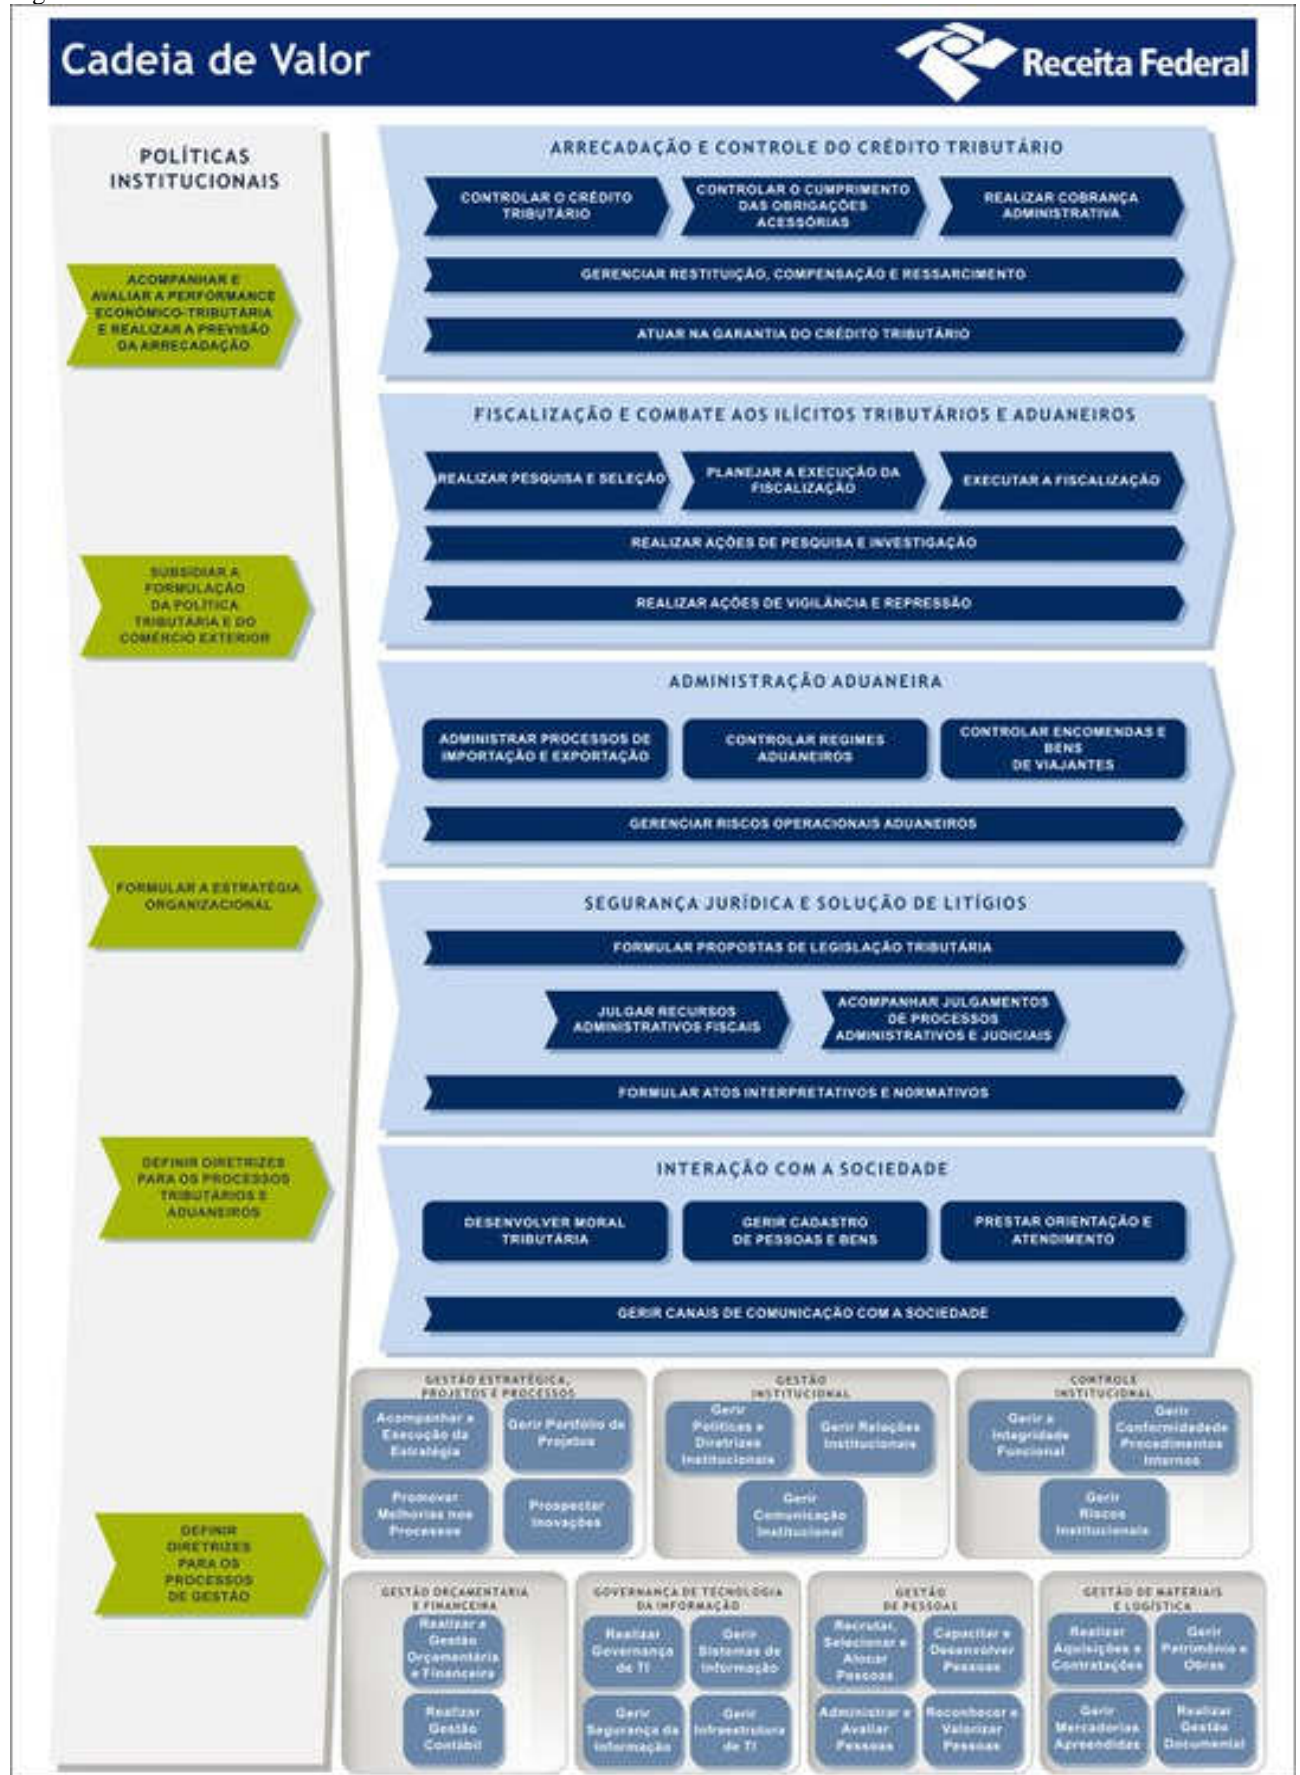 Cadeia de Valor
Receita Federal
POLÍTICAS
INSTITUCIONAIS
ACOMPANHAR E
AVALIAR A PERFORMANCE
ECONÔMICO-TRIBUTÁRIA
E REALIZAR A PREVISÃO
DA ARRECADAÇÃO
SUBSIDIAR A
FORMULAÇÃO
DA POLÍTICA
TRIBUTÁRIA E DO
COMÉRCIO EXTERIOR
FORMULAR A ESTRATÉGIA
ORGANIZACIONAL
DEFINIR DIRETRIZES
PARA OS PROCESSOS
TRIBUTÁRIOS E
ADUANEIROS
DEFINIR
DIRETRIZES
PARA OS
PROCESSOS
DE GESTÃO
ARRECADAÇÃO E CONTROLE DO CRÉDITO TRIBUTÁRIO
CONTROLAR O CRÉDITO
TRIBUTÁRIO
CONTROLAR O CUMPRIMENTO
DAS OBRIGAÇÕES
ACESSÓRIAS
REALIZAR COBRANÇA
ADMINISTRATIVA
GERENCIAR RESTITUIÇÃO, COMPENSAÇÃO E RESSARCIMENTO
ATUAR NA GARANTIA DO CRÉDITO TRIBUTÁRIO
FISCALIZAÇÃO E COMBATE AOS ILÍCITOS TRIBUTÁRIOS E ADUANEIROS
REALIZAR PESQUISA E SELEÇÃO
PLANEJAR A EXECUÇÃO DA
FISCALIZAÇÃO
EXECUTAR A FISCALIZAÇÃO
REALIZAR AÇÕES DE PESQUISA E INVESTIGAÇÃO
REALIZAR AÇÕES DE VIGILÂNCIA E REPRESSÃO
ADMINISTRAÇÃO ADUANEIRA
ADMINISTRAR PROCESSOS DE
IMPORTAÇÃO E EXPORTAÇÃO
CONTROLAR REGIMES
ADUANEIROS
CONTROLAR ENCOMENDAS E
BENS
DE VIAJANTES
GERENCIAR RISCOS OPERACIONAIS ADUANEIROS
SEGURANÇA JURÍDICA E SOLUÇÃO DE LITÍGIOS
FORMULAR PROPOSTAS DE LEGISLAÇÃO TRIBUTÁRIA
JULGAR RECURSOS
ADMINISTRATIVOS FISCAIS
ACOMPANHAR JULGAMENTOS
DE PROCESSOS
ADMINISTRATIVOS E JUDICIAIS
FORMULAR ATOS INTERPRETATIVOS E NORMATIVOS
INTERAÇÃO COM A SOCIEDADE
DESENVOLVER MORAL
TRIBUTÁRIA
GERIR CADASTRO
DE PESSOAS E BENS
PRESTAR ORIENTAÇÃO E
ATENDIMENTO
GERIR CANAIS DE COMUNICAÇÃO COM A SOCIEDADE
GESTÃO ESTRATÉGICA,
PROJETOS E PROCESSOS
Acompanhar a
Execução da
Estratégia
Gerir Portfólio de
Projetos
Promover
Melhorias nos
Processos
Prospectar
Inovações
GESTÃO
INSTITUCIONAL
Gerir
Políticas e
Diretrizes
Institucionais
Gerir Relações
Institucionais
Gerir
Comunicação
Institucional
CONTROLE
INSTITUCIONAL
Gerir a
Integridade
Funcional
Gerir
Conformidadede
Procedimentos
Internos
Gerir
Riscos
Institucionais
GESTÃO ORÇAMENTÁRIA
E FINANCEIRA
Realizar a
Gestão
Orçamentária
e Financeira
Realizar
Gestão
Contábil
GOVERNANÇA DE TECNOLOGIA
DA INFORMAÇÃO
Realizar
Governança
de TI
Gerir
Sistemas de
Informação
Gerir
Segurança da
Informação
Gerir
Infraestrutura
de TI
GESTÃO
DE PESSOAS
Recrutar,
Selecionar e
Alocar
Pessoas
Capacitar e
Desenvolver
Pessoas
Administrar e
Avaliar
Pessoas
Reconhecer e
Valorizar
Pessoas
GESTÃO DE MATERIAIS
E LOGÍSTICA
Realizar
Aquisições e
Contratações
Gerir
Patrimônio e
Obras
Gerir
Mercadorias
Apreendidas
Realizar
Gestão
Documental